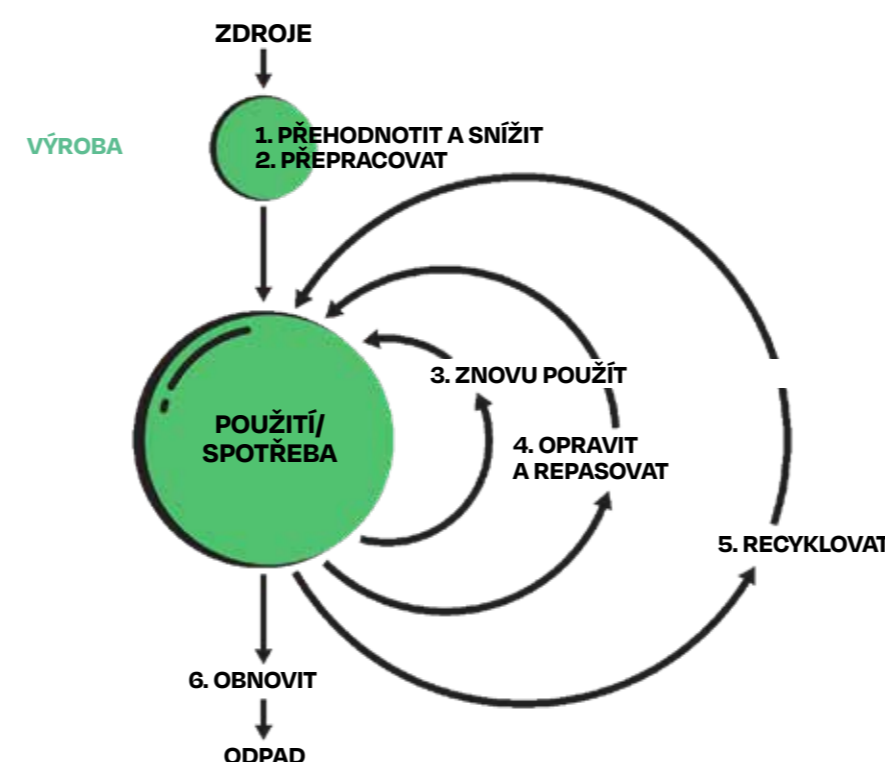 ZDROJE
VÝROBA
1. PŘEHODNOTIT A SNÍŽIT
2. PŘEPRACOVAT
3. ZNOVU POUŽÍT
POUŽITÍ/
SPOTŘEBA
4. OPRAVIT
A REPASOVAT
5. RECYKLOVAT
6. OBNOVIT
ODPAD